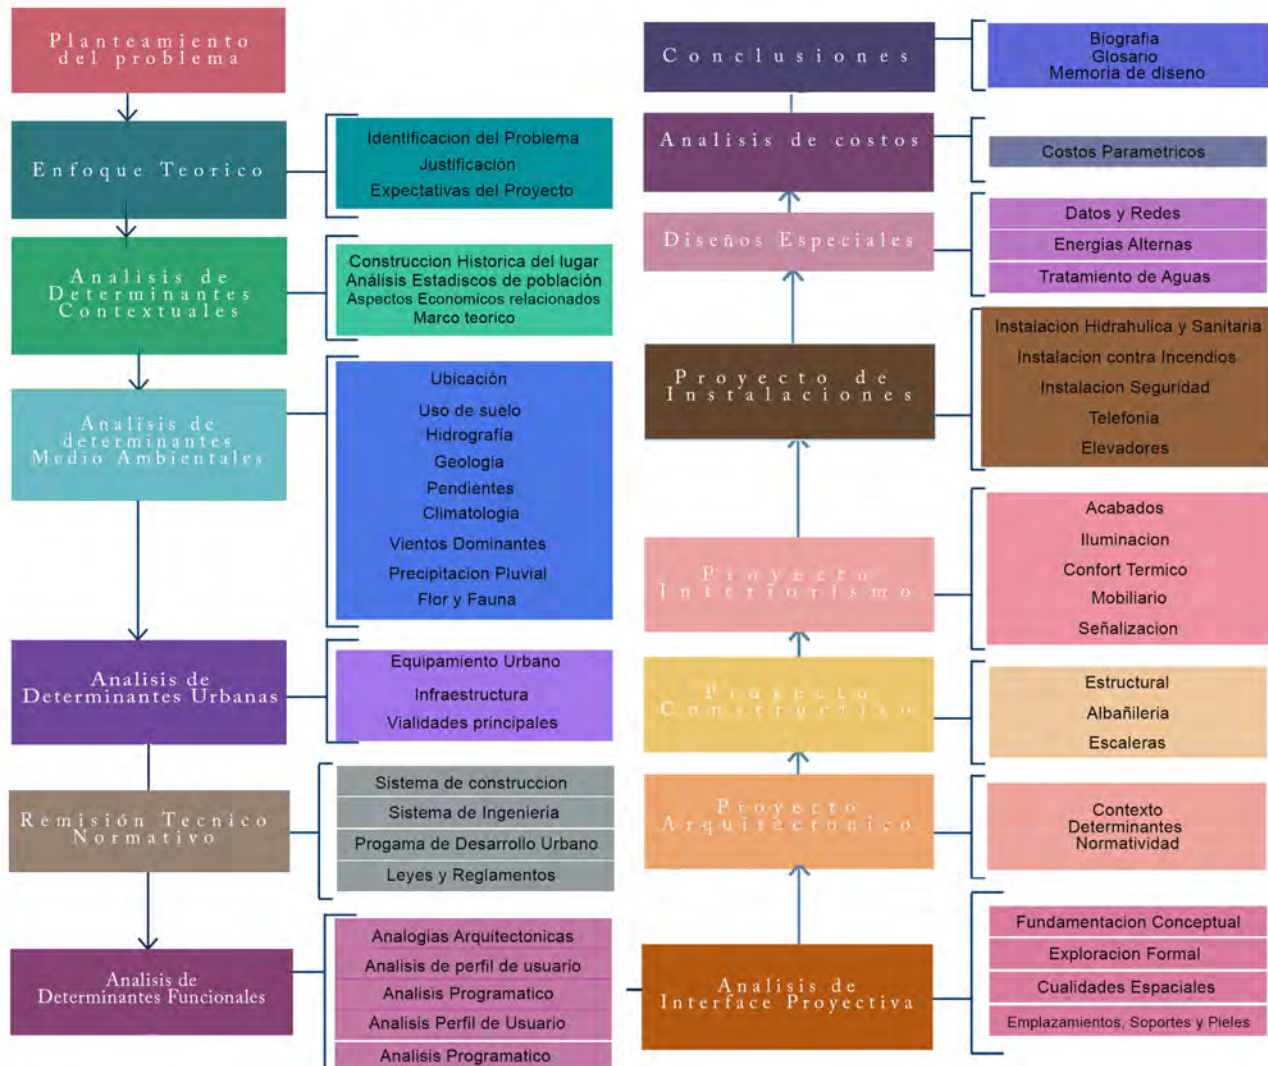 Planteamiento
del problema
Enfoque Teorico
Identificacion del Problema
Justificación
Expectativas del Proyecto
Analisis de
Determinantes
Contextuales
Construccion Historica del lugar
Análisis Estadiscos de población
Aspectos Economicos relacionados
Marco teorico
Analisis de
determinantes
Medio Ambientales
Ubicación
Uso de suelo
Hidrografía
Geologia
Pendientes
Climatologia
Vientos Dominantes
Precipitacion Pluvial
Flor y Fauna
Analisis de
Determinantes Urbanas
Equipamiento Urbano
Infraestructura
Vialidades principales
Remisión Tecnico
Normativo
Sistema de construccion
Sistema de Ingenieria
Progama de Desarrollo Urbano
Leyes y Reglamentos
Analisis de
Determinantes Funcionales
Analogias Arquitectonicas
Analisis de perfil de usuario
Analisis Programatico
Analisis Perfil de Usuario
Analisis Programatico
Conclusiones
Biografia
Glosario
Memoria de diseno
Analisis de costos
Costos Parametricos
Diseños Especiales
Datos y Redes
Energias Alternas
Tratamiento de Aguas
Proyecto de
Instalaciones
Instalacion Hidrahulica y Sanitaria
Instalacion contra Incendios
Instalacion Seguridad
Telefonia
Elevadores
Proyecto
Interiorismo
Acabados
Iluminacion
Confort Termico
Mobiliario
Señalizacion
Proyecto
Constructivo
Estructural
Albañileria
Escaleras
Proyecto
Arquitectonico
Contexto
Determinantes
Normatividad
Analisis de
Interface Proyectiva
Fundamentacion Conceptual
Exploracion Formal
Cualidades Espaciales
Emplazamientos, Soportes y Pieles